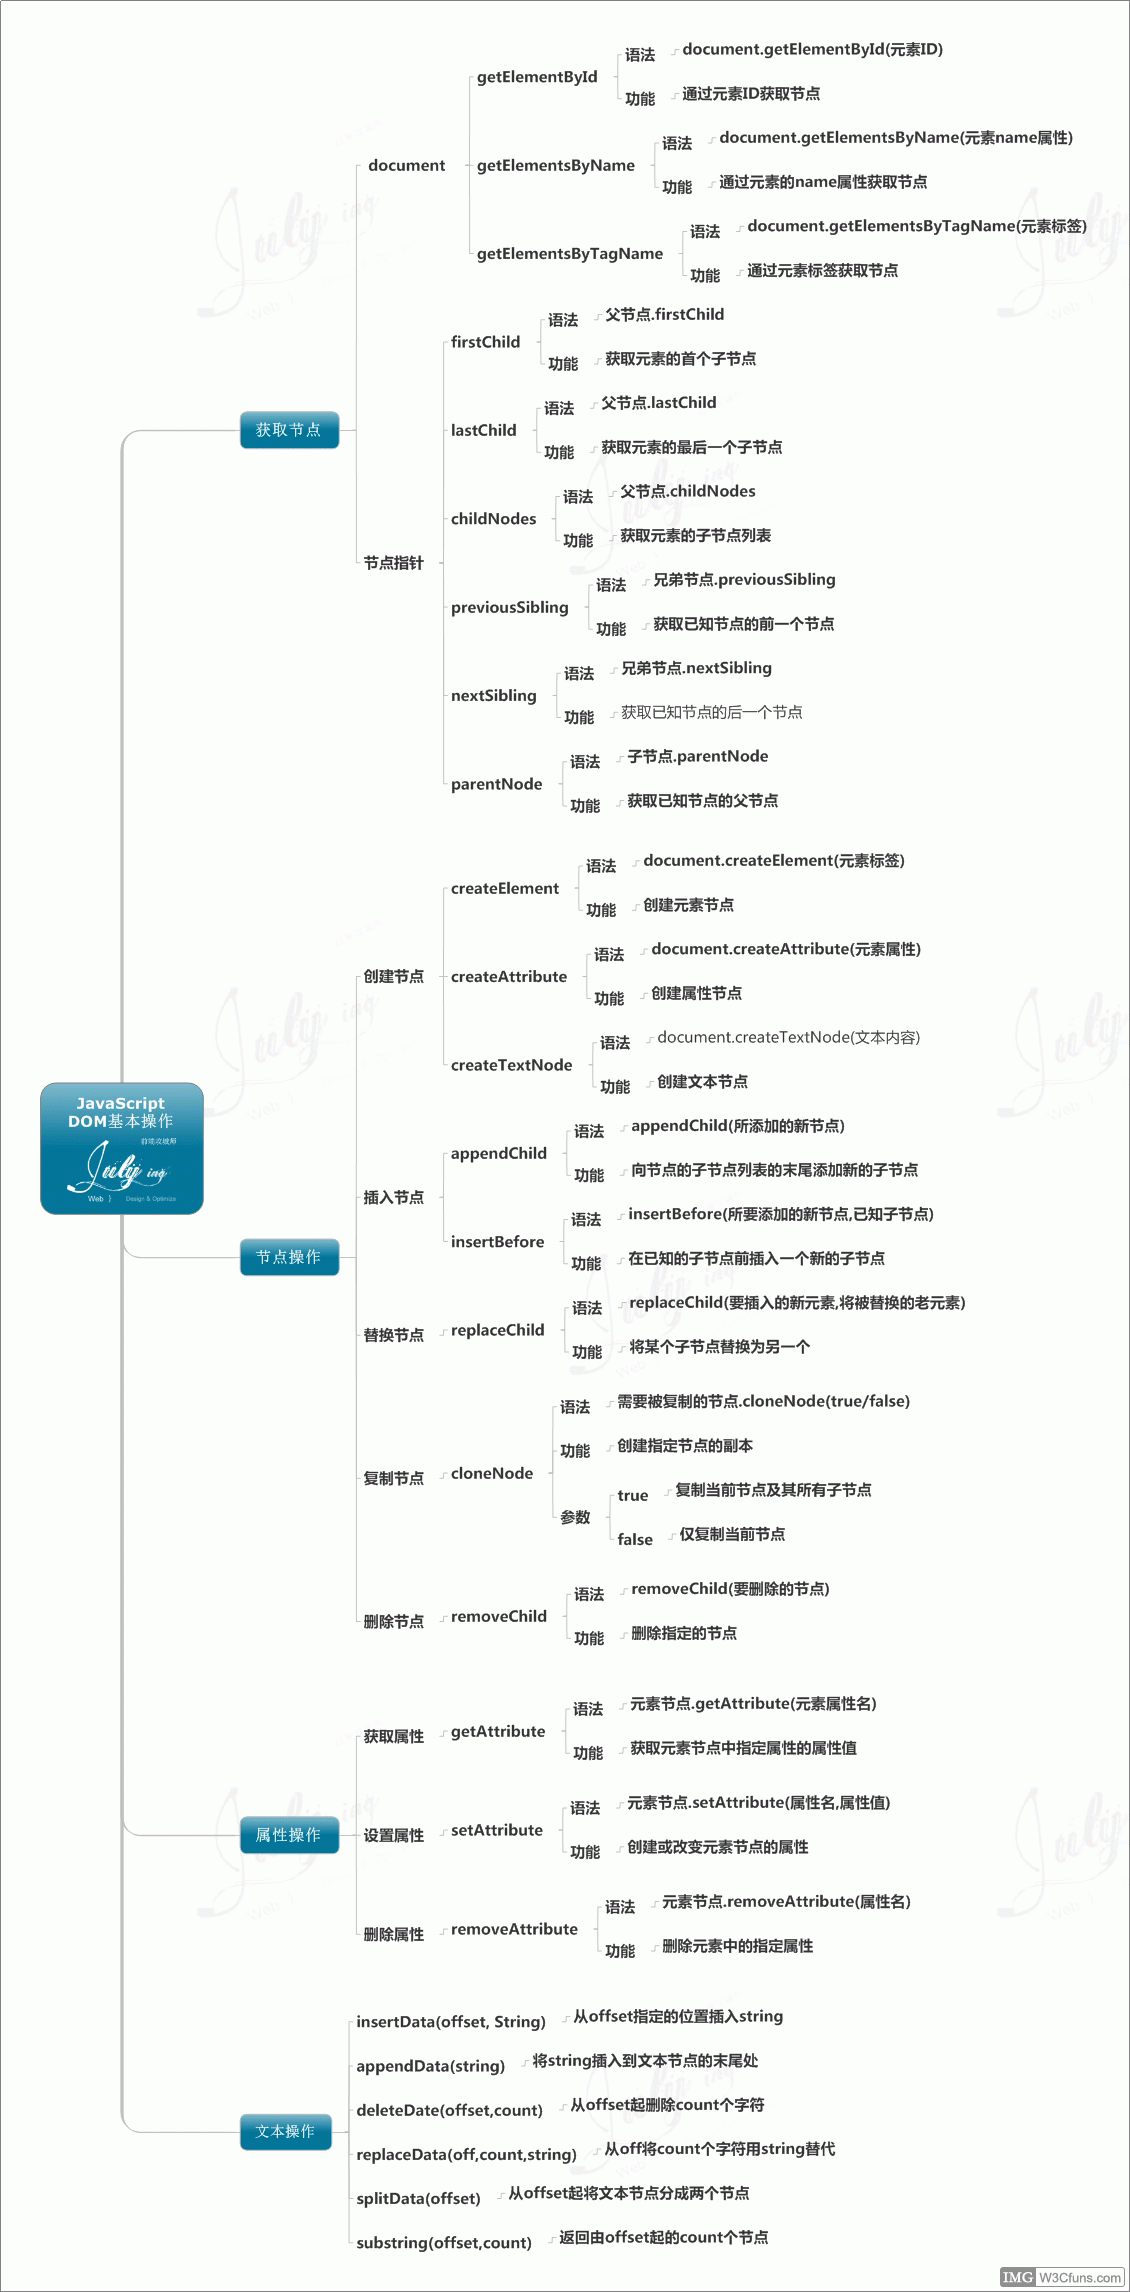 JavaScript
DOM基本操作
前端攻城师
July ing
Web } Design & Optimize
获取节点
document
getElementById
语法 document.getElementById(元素ID)
功能 通过元素ID获取节点
getElementsByName
语法 document.getElementsByName(元素name属性)
功能 通过元素的name属性获取节点
getElementsByTagName
语法 document.getElementsByTagName(元素标签)
功能 通过元素标签获取节点
节点指针
firstChild
语法 父节点.firstChild
功能 获取元素的首个子节点
lastChild
语法 父节点.lastChild
功能 获取元素的最后一个子节点
childNodes
语法 父节点.childNodes
功能 获取元素的子节点列表
previousSibling
语法 兄弟节点.previousSibling
功能 获取已知节点的前一个节点
nextSibling
语法 兄弟节点.nextSibling
功能 获取已知节点的后一个节点
parentNode
语法 子节点.parentNode
功能 获取已知节点的父节点
节点操作
创建节点
createElement
语法 document.createElement(元素标签)
功能 创建元素节点
createAttribute
语法 document.createAttribute(元素属性)
功能 创建属性节点
createTextNode
语法 document.createTextNode(文本内容)
功能 创建文本节点
插入节点
appendChild
语法 appendChild(所添加的新节点)
功能 向节点的子节点列表的末尾添加新的子节点
insertBefore
语法 insertBefore(所要添加的新节点,已知子节点)
功能 在已知的子节点前插入一个新的子节点
替换节点
replaceChild
语法 replaceChild(要插入的新元素,将被替换的老元素)
功能 将某个子节点替换为另一个
复制节点
cloneNode
语法 需要被复制的节点.cloneNode(true/false)
功能 创建指定节点的副本
参数
true 复制当前节点及其所有子节点
false 仅复制当前节点
删除节点
removeChild
语法 removeChild(要删除的节点)
功能 删除指定的节点
属性操作
获取属性
getAttribute
语法 元素节点.getAttribute(元素属性名)
功能 获取元素节点中指定属性的属性值
设置属性
setAttribute
语法 元素节点.setAttribute(属性名,属性值)
功能 创建或改变元素节点的属性
删除属性
removeAttribute
语法 元素节点.removeAttribute(属性名)
功能 删除元素中的指定属性
文本操作
insertData(offset, String) 从offset指定的位置插入string
appendData(string) 将string插入到文本节点的末尾处
deleteDate(offset,count) 从offset起删除count个字符
replaceData(off,count,string) 从off将count个字符用string替代
splitData(offset) 从offset起将文本节点分成两个节点
substring(offset,count) 返回由offset起的count个节点
IMG W3Cfuns.com